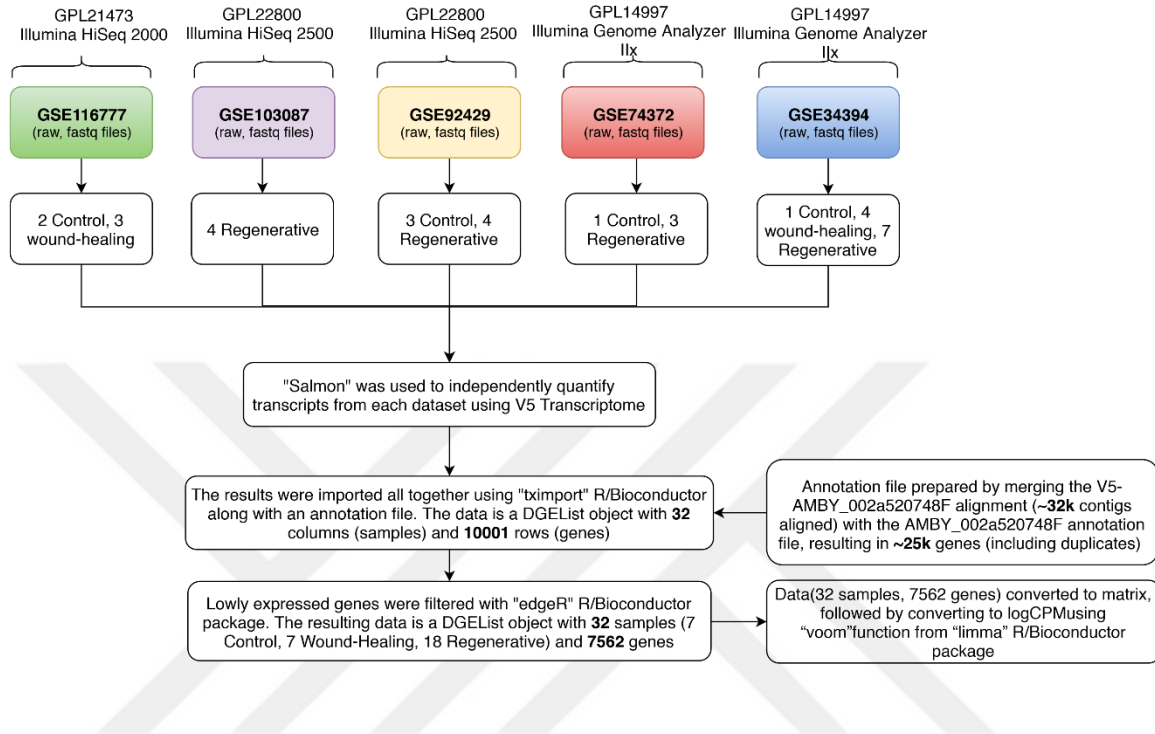 GPL21473
Illumina HiSeq 2000
GPL22800
Illumina HiSeq 2500
GPL22800
Illumina HiSeq 2500
GPL14997
Illumina Genome Analyzer
IIx
GPL14997
Illumina Genome Analyzer
IIx
GSE116777
(raw, fastq files)
GSE103087
(raw, fastq files)
GSE92429
(raw, fastq files)
GSE74372
(raw, fastq files)
GSE34394
(raw, fastq files)
2 Control, 3
wound-healing
4 Regenerative
3 Control, 4
Regenerative
1 Control, 3
Regenerative
1 Control, 4
wound-healing, 7
Regenerative
"Salmon" was used to independently quantify
transcripts from each dataset using V5 Transcriptome
The results were imported all together using "tximport" R/Bioconductor
along with an annotation file. The data is a DGEList object with 32
columns (samples) and 10001 rows (genes)
Annotation file prepared by merging the V5-
AMBY_002a520748F alignment (~32k contigs
aligned) with the AMBY_002a520748F annotation
file, resulting in ~25k genes (including duplicates)
Lowly expressed genes were filtered with "edgeR" R/Bioconductor
package. The resulting data is a DGEList object with 32 samples (7
Control, 7 Wound-Healing, 18 Regenerative) and 7562 genes
Data(32 samples, 7562 genes) converted to matrix,
followed by converting to logCPMusing
“voom”function from “limma” R/Bioconductor
package